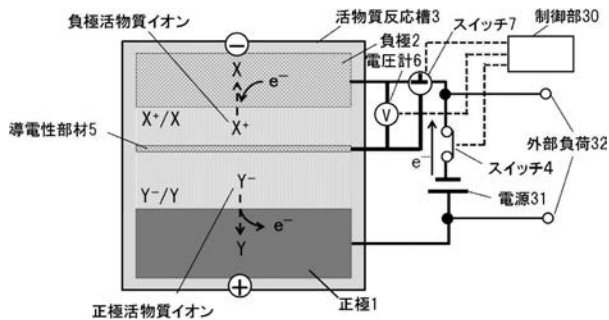 負極活物質イオン
活物質反応槽3
スイッチ7
制御部30
負極2
電圧計6
X
e⁻
X⁺/X
X⁺
V
導電性部材5
外部負荷32
e⁻
スイッチ4
Y⁻
Y⁻/Y
電源31
e⁻
Y
正極活物質イオン
正極1